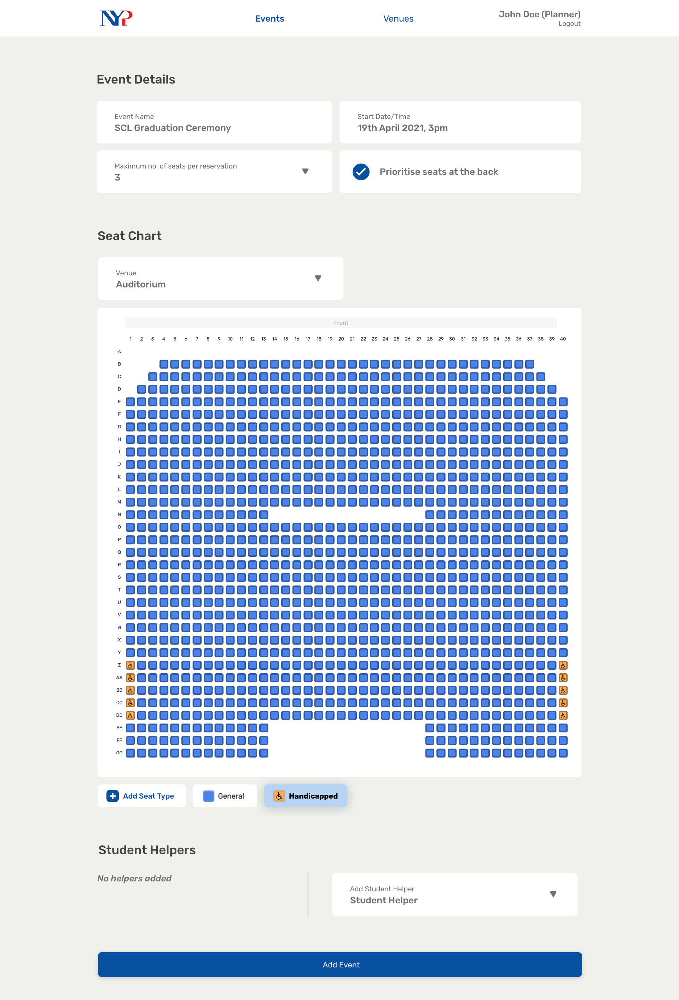 NYP
Events
Venues
John Doe (Planner)
Logout
Event Details
Event Name
SCL Graduation Ceremony
Start Date/Time
19th April 2021, 3pm
Maximum no. of seats per reservation
3
Prioritise seats at the back
Seat Chart
Venue
Auditorium
Front
1 2 3 4 5 6 7 8 9 10 11 12 13 14 15 16 17 18 19 20 21 22 23 24 25 26 27 28 29 30 31 32 33 34 35 36 37 38 39 40
A
B
C
D
E
F
G
H
I
J
K
L
M
N
O
P
Q
R
S
T
U
V
W
X
Y
Z
AA
BB
CC
DD
EE
FF
GG
Add Seat Type
General
Handicapped
Student Helpers
No helpers added
Add Student Helper
Student Helper
Add Event